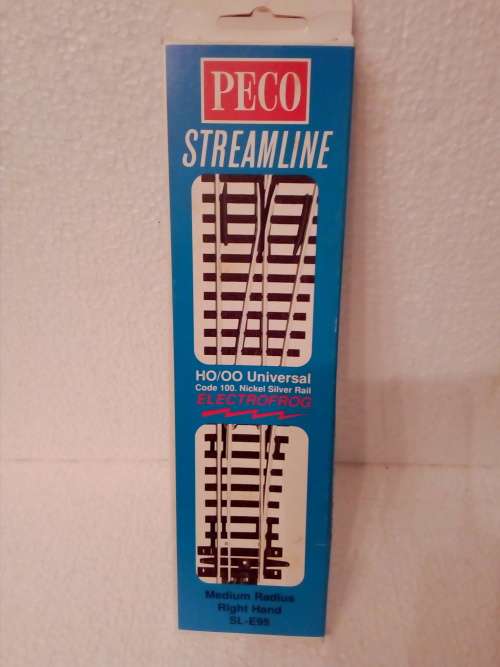 PECO
STREAMLINE
HO/OO Universal
Code 100. Nickel Silver Rail
ELECTROFROG
Medium Radius
Right Hand
SL-E95